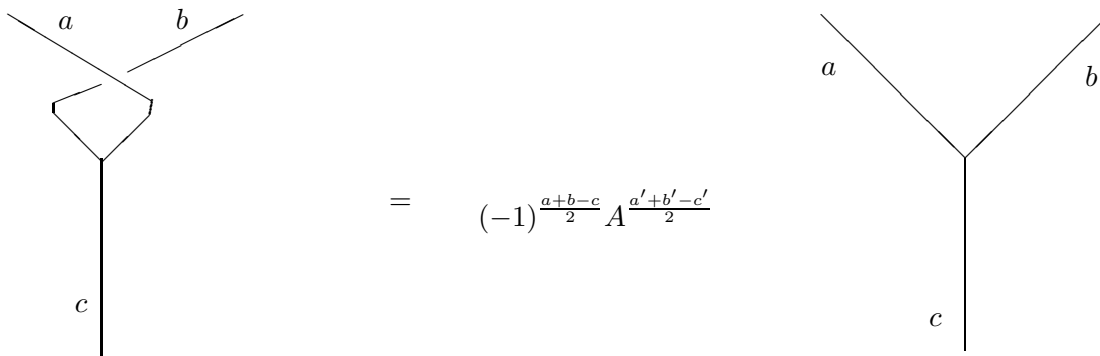 a b
a b
= (-1)^{\frac{a+b-c}{2}} A^{\frac{a'+b'-c'}{2}}
c c